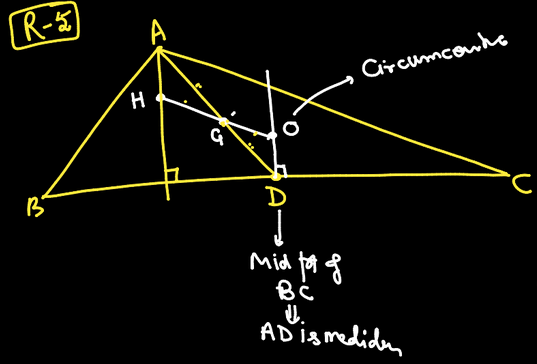 R-5
A
Circumcentre
H
G
O
B
D
C
Mid pt of
BC
⇓
AD is median